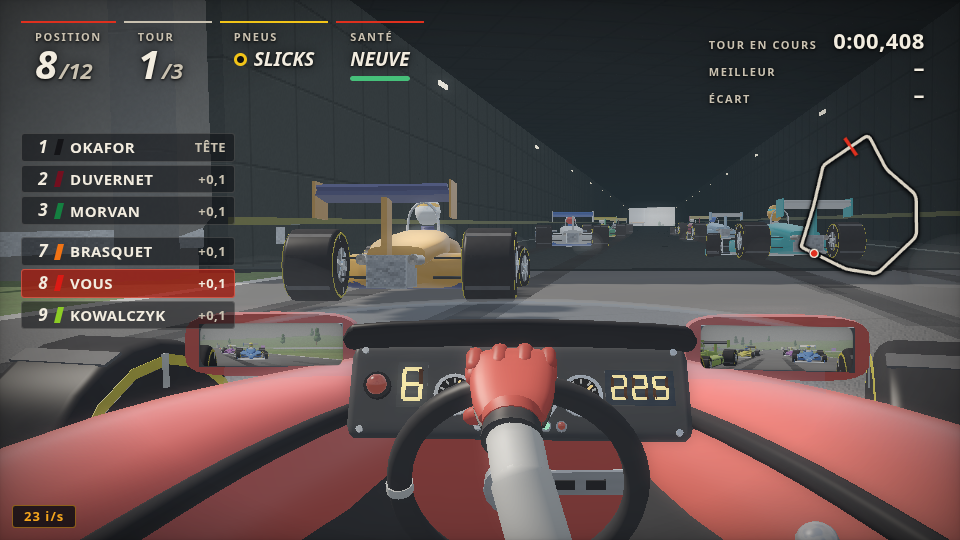 POSITION
8/12
TOUR
1/3
PNEUS
SLICKS
SANTÉ
NEUVE
TOUR EN COURS 0:00,408
MEILLEUR –
ÉCART –
1 OKAFOR TÊTE
2 DUVERNET +0,1
3 MORVAN +0,1
7 BRASQUET +0,1
8 VOUS +0,1
9 KOWALCZYK +0,1
6
225
23 i/s